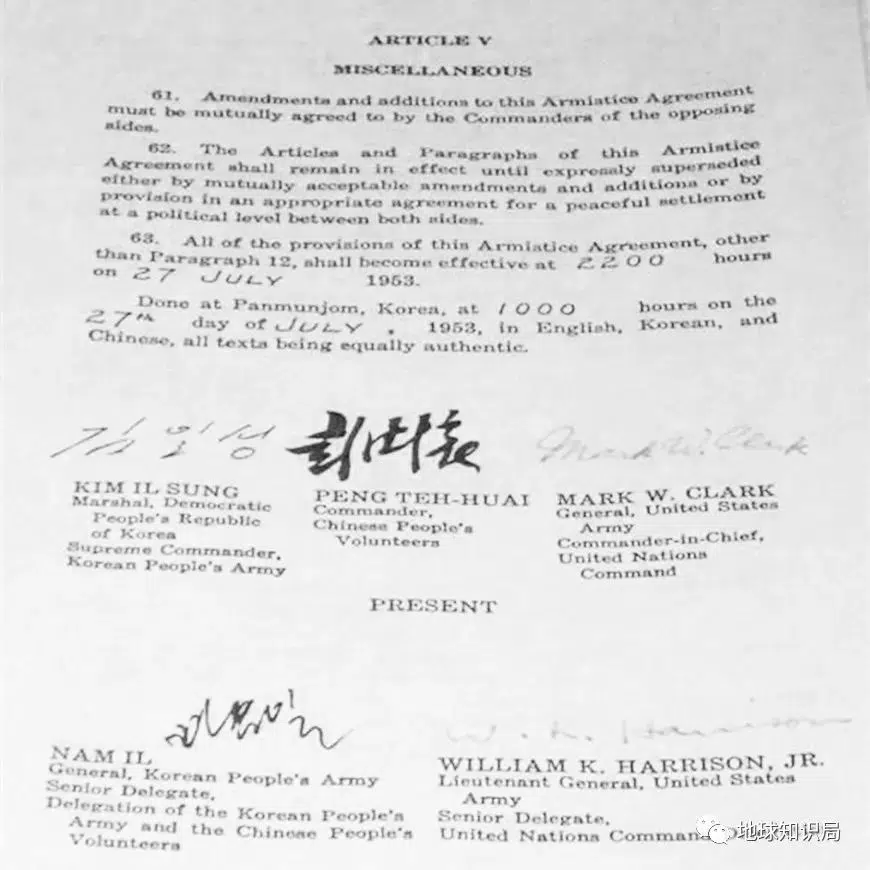 ARTICLE V
MISCELLANEOUS
61. Amendments and additions to this Armistice Agreement
must be mutually agreed to by the Commanders of the opposing
sides.
62. The Articles and Paragraphs of this Armistice
Agreement shall remain in effect until expressly superseded
either by mutually acceptable amendments and additions or by
provision in an appropriate agreement for a peaceful settlement
at a political level between both sides.
63. All of the provisions of this Armistice Agreement, other
than Paragraph 12, shall become effective at 2200 hours
on 27 JULY 1953.
Done at Panmunjom, Korea, at 1000 hours on the
27th day of JULY, 1953, in English, Korean, and
Chinese, all texts being equally authentic.
김일성 彭德懷 Mark W. Clark
KIM IL SUNG
Marshal, Democratic
People's Republic
of Korea
Supreme Commander,
Korean People's Army
PENG TEH-HUAI
Commander,
Chinese People's
Volunteers
MARK W. CLARK
General, United States
Army
Commander-in-Chief,
United Nations
Command
PRESENT
W. K. Harrison
NAM IL
General, Korean People's Army
Senior Delegate,
Delegation of the Korean People's
Army and the Chinese People's
Volunteers
WILLIAM K. HARRISON, JR.
Lieutenant General, United States
Army
Senior Delegate,
United Nations Command
地球知识局